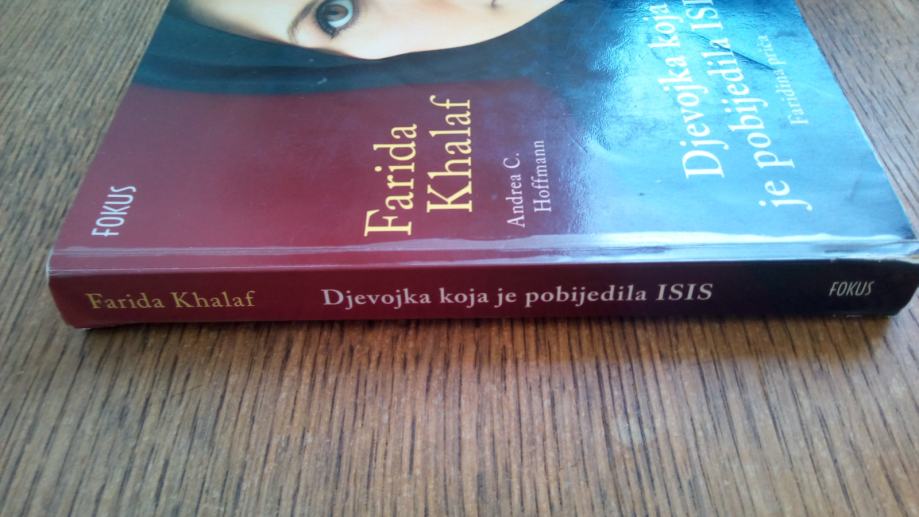 Djevojka koja
je pobijedila ISIS
Faridina priča
Farida
Khalaf
Andrea C.
Hoffmann
FOKUS
Farida Khalaf
Djevojka koja je pobijedila ISIS
FOKUS